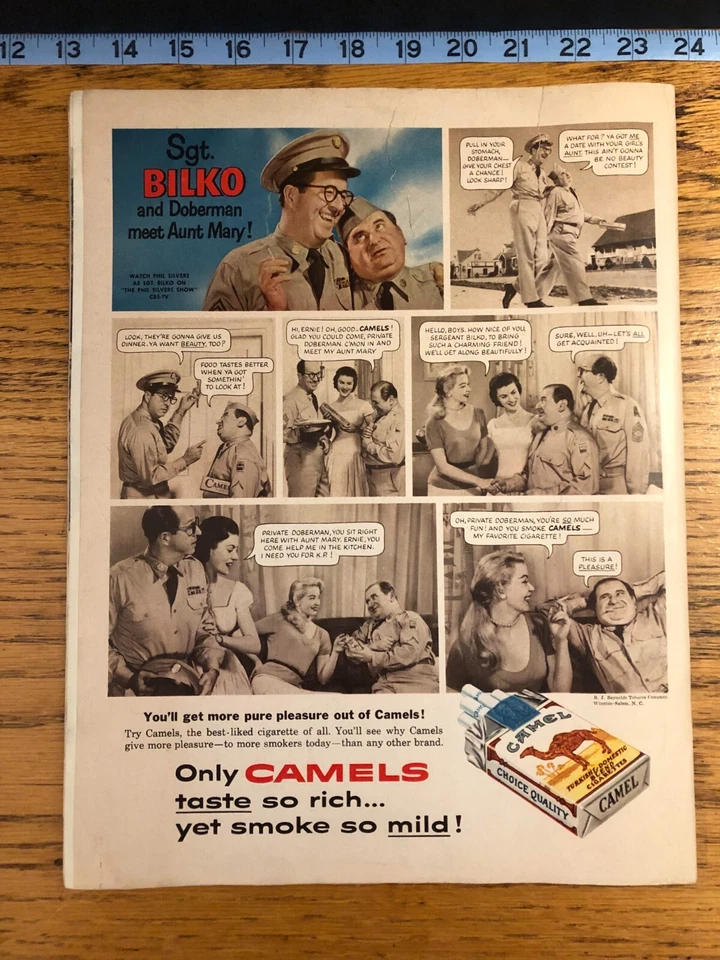 12 13 14 15 16 17 18 19 20 21 22 23 24
Sgt.
BILKO
and Doberman
meet Aunt Mary!
WATCH PHIL SILVERS
AS SGT. BILKO ON
"THE PHIL SILVERS SHOW"
CBS-TV
PULL IN YOUR
STOMACH,
DOBERMAN—
GIVE YOUR CHEST
A CHANCE!
LOOK SHARP!
WHAT FOR? YA GOT ME
A DATE WITH YOUR GIRL'S
AUNT. THIS AIN'T GONNA
BE NO BEAUTY
CONTEST!
LOOK, THEY'RE GONNA GIVE US
DINNER. YA WANT BEAUTY, TOO?
FOOD TASTES BETTER
WHEN YA GOT
SOMETHIN'
TO LOOK AT!
CAMEL
HI, ERNIE! OH, GOOD—CAMELS!
GLAD YOU COULD COME, PRIVATE
DOBERMAN. C'MON IN AND
MEET MY AUNT MARY
HELLO, BOYS. HOW NICE OF YOU,
SERGEANT BILKO, TO BRING
SUCH A CHARMING FRIEND!
WE'LL GET ALONG BEAUTIFULLY!
SURE, WELL, UH—LET'S ALL
GET ACQUAINTED!
PRIVATE DOBERMAN, YOU SIT RIGHT
HERE WITH AUNT MARY. ERNIE, YOU
COME HELP ME IN THE KITCHEN.
I NEED YOU FOR K.P.!
OH, PRIVATE DOBERMAN, YOU'RE SO MUCH
FUN! AND YOU SMOKE CAMELS—
MY FAVORITE CIGARETTE!
THIS IS A
PLEASURE!
R. J. Reynolds Tobacco Company
Winston-Salem, N. C.
You'll get more pure pleasure out of Camels!
Try Camels, the best-liked cigarette of all. You'll see why Camels
give more pleasure—to more smokers today—than any other brand.
Only CAMELS
taste so rich...
yet smoke so mild!
CAMEL
TURKISH & DOMESTIC
BLEND
CIGARETTES
CHOICE QUALITY
CAMEL